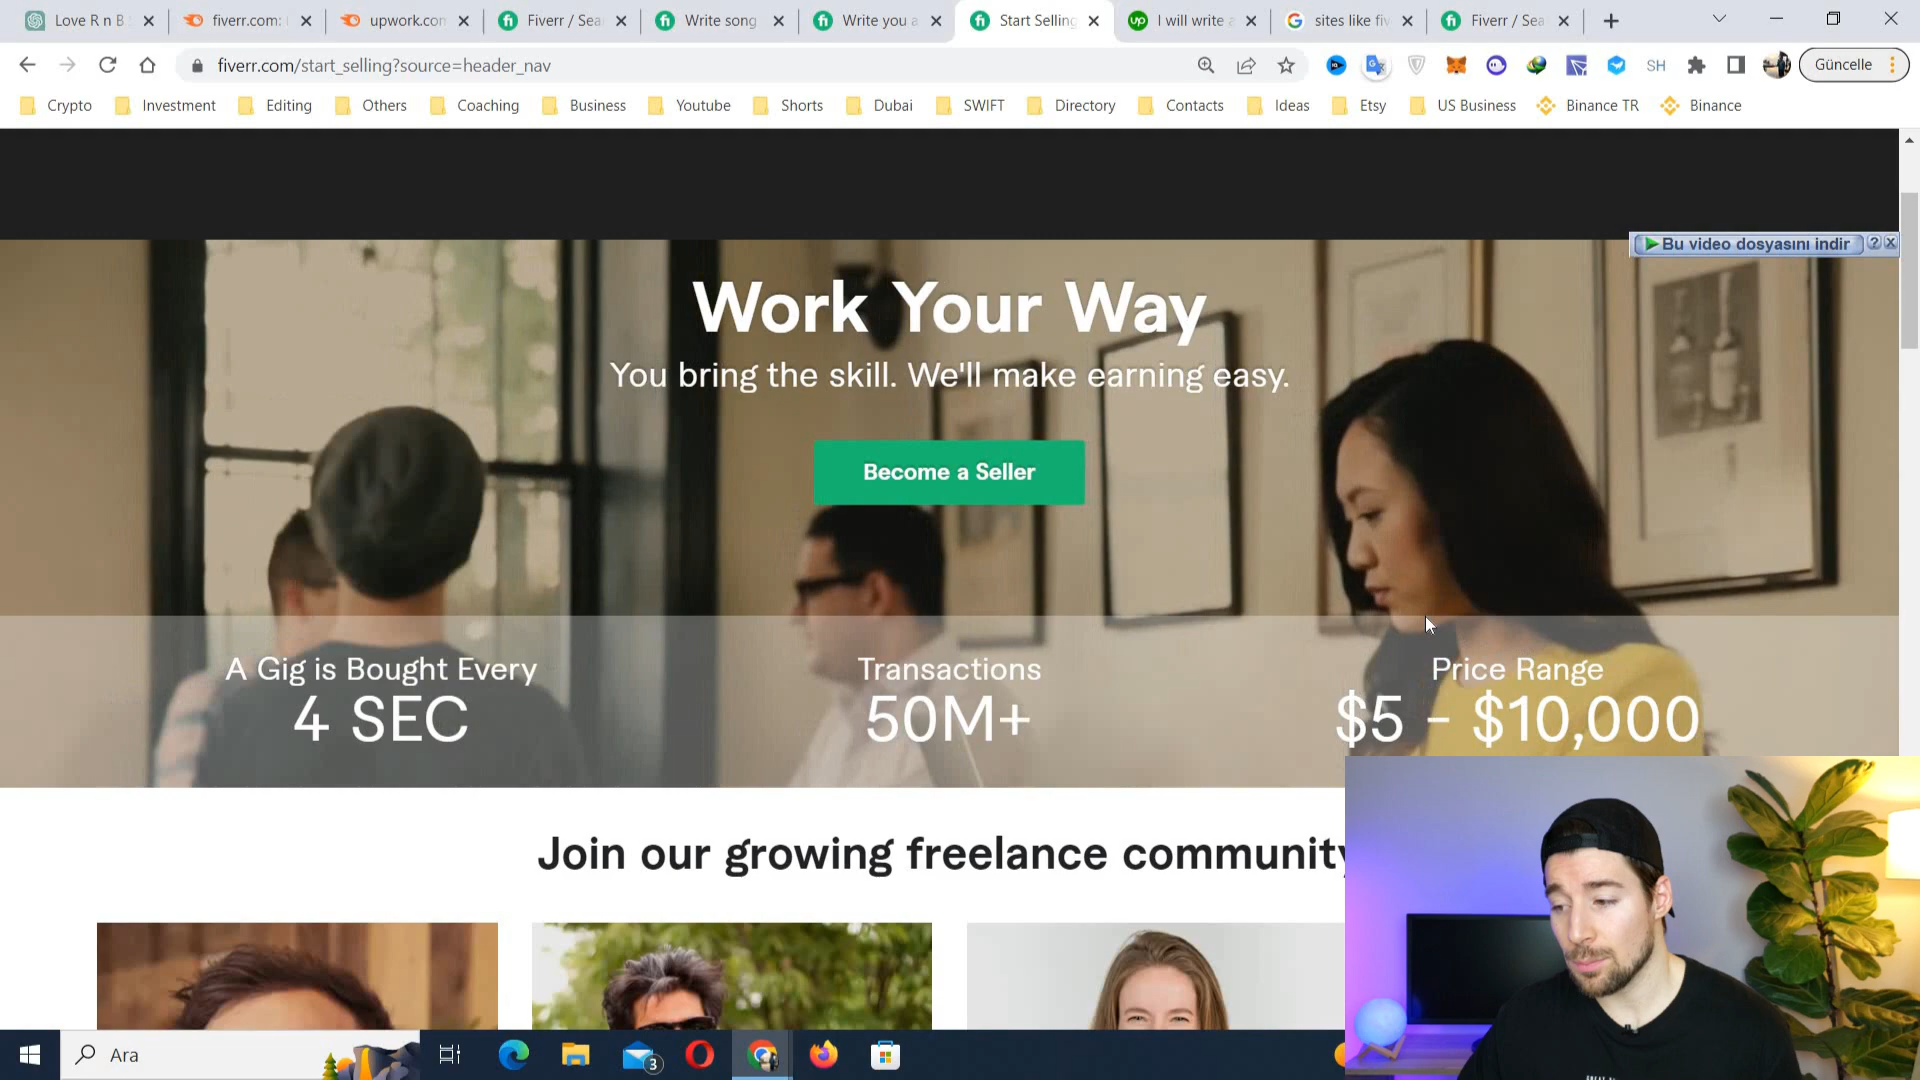 Love R n B
fiverr.com:
upwork.com
Fiverr / Sea
Write song
Write you a
Start Selling
I will write a
sites like fiv
Fiverr / Sea
fiverr.com/start_selling?source=header_nav
SH
Güncelle
Crypto
Investment
Editing
Others
Coaching
Business
Youtube
Shorts
Dubai
SWIFT
Directory
Contacts
Ideas
Etsy
US Business
Binance TR
Binance
Bu video dosyasını indir
Work Your Way
You bring the skill. We'll make earning easy.
Become a Seller
A Gig is Bought Every
4 SEC
Transactions
50M+
Price Range
$5 - $10,000
Join our growing freelance community
Ara
3